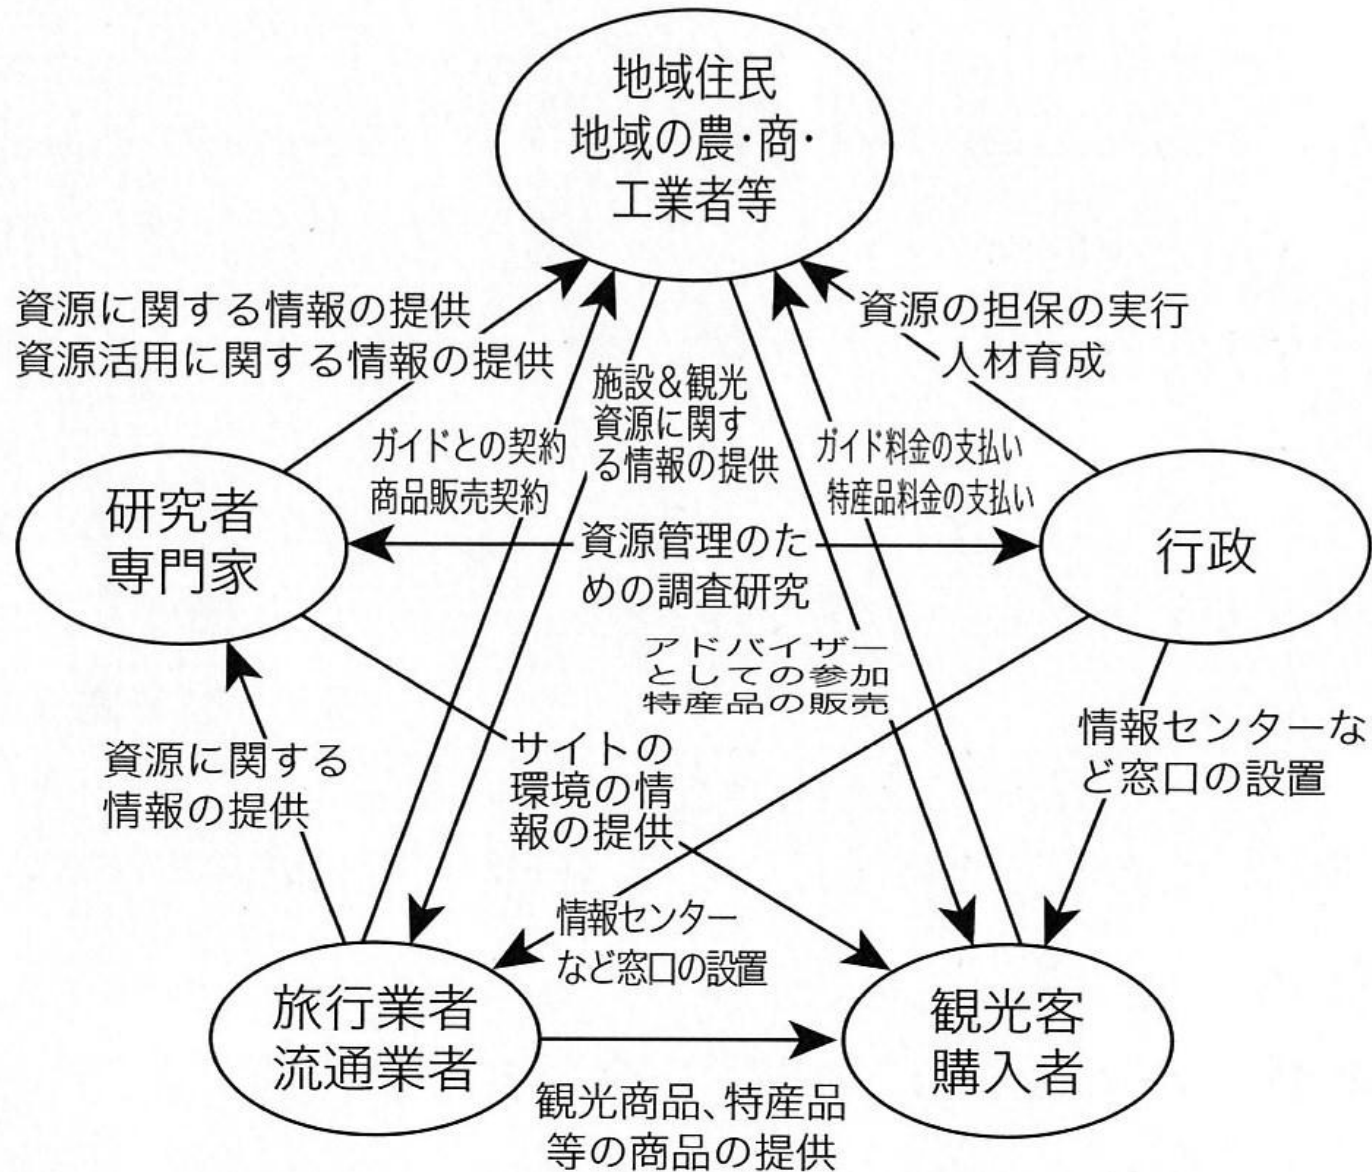 地域住民
地域の農・商・
工業者等
資源に関する情報の提供
資源活用に関する情報の提供
資源の担保の実行
人材育成
施設＆観光
資源に関す
る情報の提供
ガイドとの契約
商品販売契約
ガイド料金の支払い
特産品料金の支払い
研究者
専門家
資源管理のた
めの調査研究
行政
アドバイザー
としての参加
特産品の販売
資源に関する
情報の提供
サイトの
環境の情
報の提供
情報センターな
ど窓口の設置
情報センター
など窓口の設置
旅行業者
流通業者
観光客
購入者
観光商品、特産品
等の商品の提供